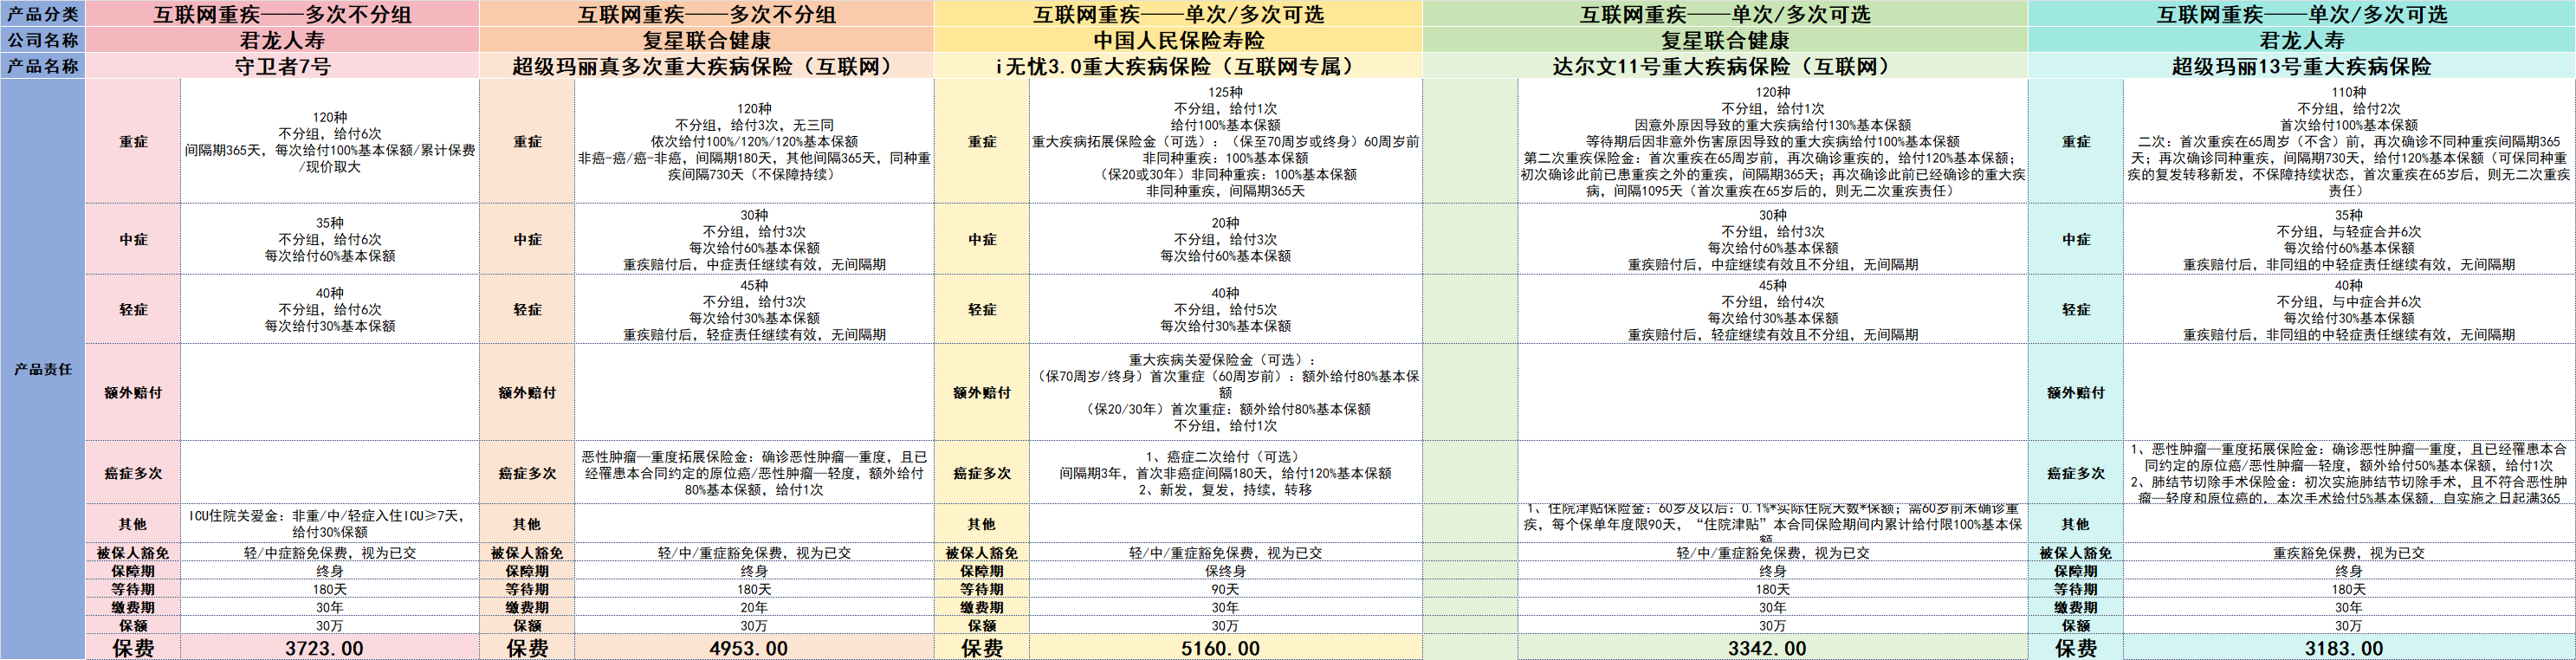 产品分类
互联网重疾——多次不分组
互联网重疾——多次不分组
互联网重疾——单次/多次可选
互联网重疾——单次/多次可选
互联网重疾——单次/多次可选
公司名称
君龙人寿
复星联合健康
中国人民保险寿险
复星联合健康
君龙人寿
产品名称
守卫者7号
超级玛丽真多次重大疾病保险（互联网）
i无忧3.0重大疾病保险（互联网专属）
达尔文11号重大疾病保险（互联网）
超级玛丽13号重大疾病保险
产品责任
重症
120种
不分组，给付6次
间隔期365天，每次给付100%基本保额/累计保费
/现价取大
重症
120种
不分组，给付3次，无三同
依次给付100%/120%/120%基本保额
非癌-癌/癌-非癌，间隔期180天，其他间隔365天，同种重
疾间隔730天（不保障持续）
重症
125种
不分组，给付1次
给付100%基本保额
重大疾病拓展保险金（可选）：（保至70周岁或终身）60周岁前
非同种重疾：100%基本保额
（保20或30年）非同种重疾：100%基本保额
非同种重疾，间隔期365天
120种
不分组，给付1次
因意外原因导致的重大疾病给付130%基本保额
等待期后因非意外伤害原因导致的重大疾病给付100%基本保额
第二次重疾保险金：首次重疾在65周岁前，再次确诊重疾的，给付120%基本保额；
初次确诊此前已患重疾之外的重疾，间隔期365天；再次确诊此前已经确诊的重大疾
病，间隔1095天（首次重疾在65岁后的，则无二次重疾责任）
重症
110种
不分组，给付2次
首次给付100%基本保额
二次：首次重疾在65周岁（不含）前，再次确诊不同种重疾间隔期365
天；再次确诊同种重疾，间隔期730天，给付120%基本保额（可保同种重
疾的复发转移新发，不保障持续状态，首次重疾在65岁后，则无二次重疾
责任）
中症
35种
不分组，给付6次
每次给付60%基本保额
中症
30种
不分组，给付3次
每次给付60%基本保额
重疾赔付后，中症责任继续有效，无间隔期
中症
20种
不分组，给付3次
每次给付60%基本保额
30种
不分组，给付3次
每次给付60%基本保额
重疾赔付后，中症继续有效且不分组，无间隔期
中症
35种
不分组，与轻症合并6次
每次给付60%基本保额
重疾赔付后，非同组的中轻症责任继续有效，无间隔期
轻症
40种
不分组，给付6次
每次给付30%基本保额
轻症
45种
不分组，给付3次
每次给付30%基本保额
重疾赔付后，轻症责任继续有效，无间隔期
轻症
40种
不分组，给付5次
每次给付30%基本保额
45种
不分组，给付4次
每次给付30%基本保额
重疾赔付后，轻症继续有效且不分组，无间隔期
轻症
40种
不分组，与中症合并6次
每次给付30%基本保额
重疾赔付后，非同组的中轻症责任继续有效，无间隔期
额外赔付
额外赔付
额外赔付
重大疾病关爱保险金（可选）：
（保70周岁/终身）首次重症（60周岁前）：额外给付80%基本保
额
（保20/30年）首次重症：额外给付80%基本保额
不分组，给付1次
额外赔付
癌症多次
癌症多次
恶性肿瘤—重度拓展保险金：确诊恶性肿瘤—重度，且已
经罹患本合同约定的原位癌/恶性肿瘤—轻度，额外给付
80%基本保额，给付1次
癌症多次
1、癌症二次给付（可选）
间隔期3年，首次非癌症间隔180天，给付120%基本保额
2、新发，复发，持续，转移
癌症多次
1、恶性肿瘤—重度拓展保险金：确诊恶性肿瘤—重度，且已经罹患本合
同约定的原位癌/恶性肿瘤—轻度，额外给付50%基本保额，给付1次
2、肺结节切除手术保险金：初次实施肺结节切除手术，且不符合恶性肿
瘤—轻度和原位癌的，本次手术给付5%基本保额，自实施之日起满365
其他
ICU住院关爱金：非重/中/轻症入住ICU≥7天，
给付30%保额
其他
其他
1、住院津贴保险金：60岁及以后：0.1%*实际住院天数*保额；需60岁前未确诊重
疾，每个保单年度限90天，“住院津贴”本合同保险期间内累计给付限100%基本保
额
其他
被保人豁免
轻/中症豁免保费，视为已交
被保人豁免
轻/中/重症豁免保费，视为已交
被保人豁免
轻/中/重症豁免保费，视为已交
轻/中/重症豁免保费，视为已交
被保人豁免
重疾豁免保费，视为已交
保障期
终身
保障期
终身
保障期
保终身
终身
保障期
终身
等待期
180天
等待期
180天
等待期
90天
180天
等待期
180天
缴费期
30年
缴费期
20年
缴费期
30年
30年
缴费期
30年
保额
30万
保额
30万
保额
30万
30万
保额
30万
保费
3723.00
保费
4953.00
保费
5160.00
3342.00
保费
3183.00